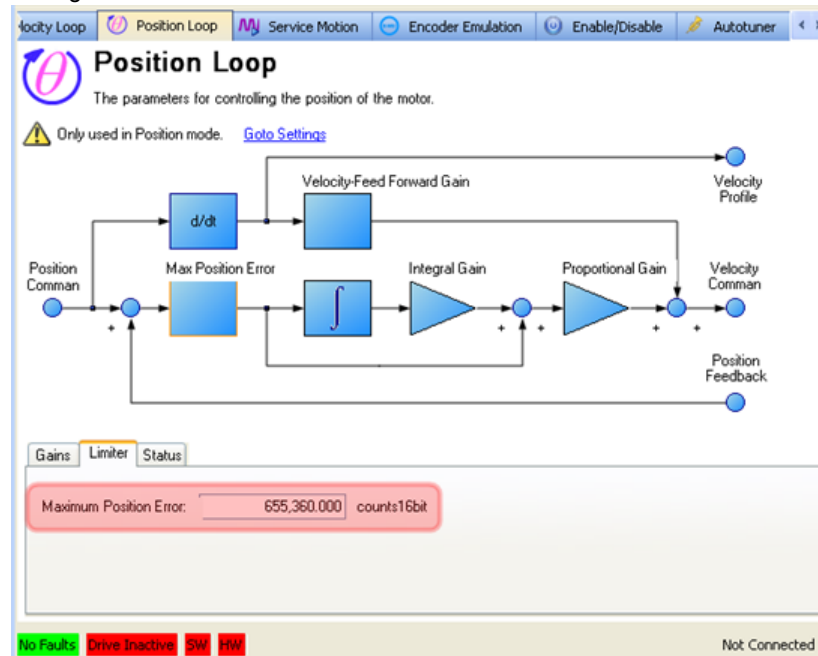 locity Loop Position Loop Service Motion Encoder Emulation Enable/Disable Autotuner
Position Loop
The parameters for controlling the position of the motor.
Only used in Position mode. Goto Settings
Velocity-Feed Forward Gain
Velocity
Profile
d/dt
Position
Comman
Max Position Error
Integral Gain
Proportional Gain
Velocity
Comman
∫
+ + + + +
Position
Feedback
Gains Limiter Status
Maximum Position Error: 655,360.000 counts16bit
No Faults Drive Inactive SW HW Not Connected